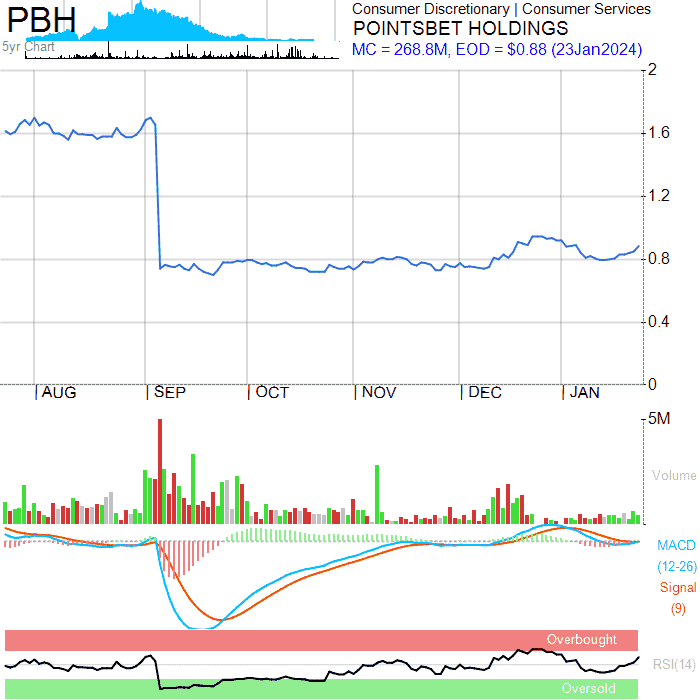 PBH
Consumer Discretionary | Consumer Services
POINTSBET HOLDINGS
MC = 268.8M, EOD = $0.88 (23Jan2024)
5yr Chart
2
1.6
1.2
0.8
0.4
0
AUG SEP OCT NOV DEC JAN
5M
Volume
MACD
(12-26)
Signal
(9)
Overbought
RSI(14)
Oversold